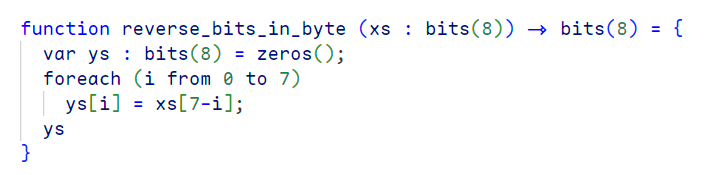 function reverse_bits_in_byte (xs : bits(8)) -> bits(8) = {
  var ys : bits(8) = zeros();
  foreach (i from 0 to 7)
    ys[i] = xs[7-i];
  ys
}